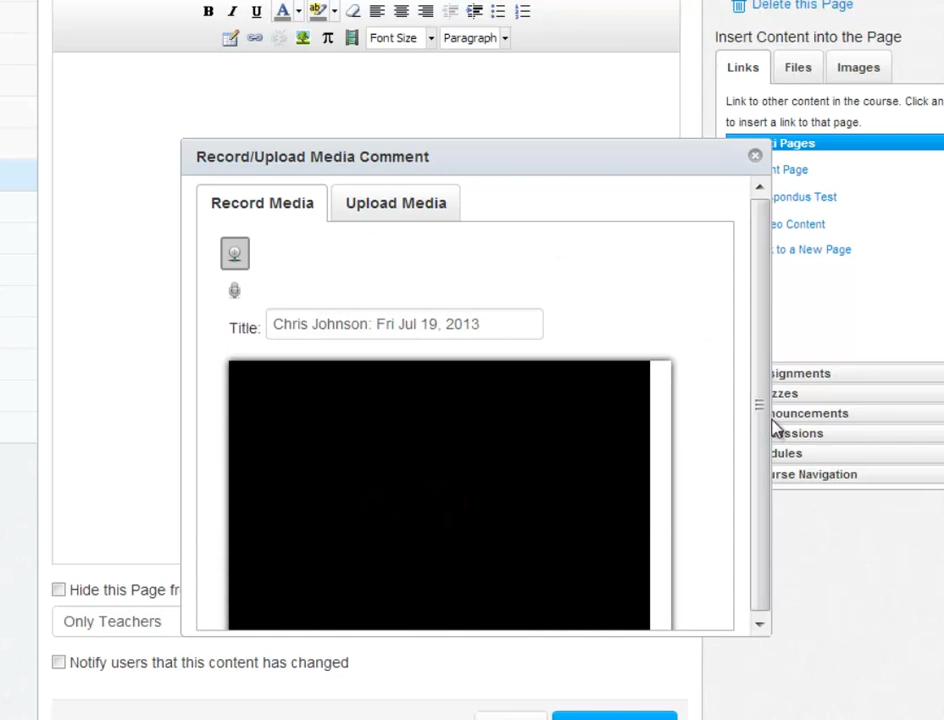 Delete this Page
B I U A
Font Size Paragraph
Insert Content into the Page
Links Files Images
Link to other content in the course. Click an
to insert a link to that page.
Pages
Page
Test
Content
to a New Page
Record/Upload Media Comment
Record Media Upload Media
Title: Chris Johnson: Fri Jul 19, 2013
signments
zzes
nouncements
ssions
dules
urse Navigation
Hide this Page fr
Only Teachers
Notify users that this content has changed